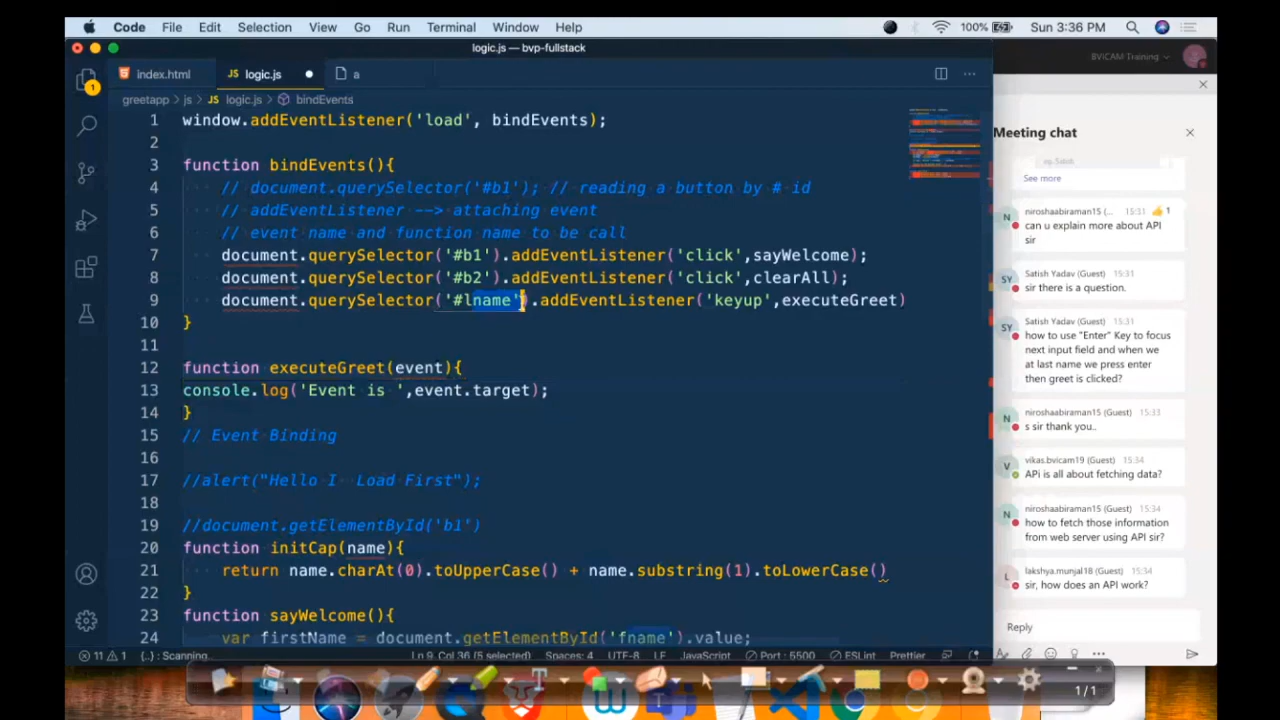 Code File Edit Selection View Go Run Terminal Window Help 100% Sun 3:36 PM
logic.js — bvp-fullstack
index.html JS logic.js a
greetapp › js › JS logic.js › bindEvents
1 window.addEventListener('load', bindEvents);
2
3 function bindEvents(){
4 // document.querySelector('#b1'); // reading a button by # id
5 // addEventListener --> attaching event
6 // event name and function name to be call
7 document.querySelector('#b1').addEventListener('click',sayWelcome);
8 document.querySelector('#b2').addEventListener('click',clearAll);
9 document.querySelector('#lname').addEventListener('keyup',executeGreet)
10 }
11
12 function executeGreet(event){
13 console.log('Event is ',event.target);
14 }
15 // Event Binding
16
17 //alert("Hello I Load First");
18
19 //document.getElementById('b1')
20 function initCap(name){
21 return name.charAt(0).toUpperCase() + name.substring(1).toLowerCase()
22 }
23 function sayWelcome(){
24 var firstName = document.getElementById('fname').value;
1
11 1 {..} : Scanning.. Ln 9, Col 36 (5 selected) Spaces: 4 UTF-8 LF JavaScript Port : 5500 ESLint Prettier
BVICAM Training
Meeting chat
See more
N niroshaabiraman15 (... 15:31 1
can u explain more about API
sir
SY Satish Yadav (Guest) 15:31
sir there is a question.
SY Satish Yadav (Guest) 15:31
how to use "Enter" Key to focus
next input field and when we
at last name we press enter
then greet is clicked?
N niroshaabiraman15 (Guest) 15:33
s sir thank you..
V vikas.bvicam19 (Guest) 15:34
APi is all about fetching data?
N niroshaabiraman15 (Guest) 15:34
how to fetch those information
from web server using API sir?
L lakshya.munjal18 (Guest) 15:34
sir, how does an API work?
Reply
1/1